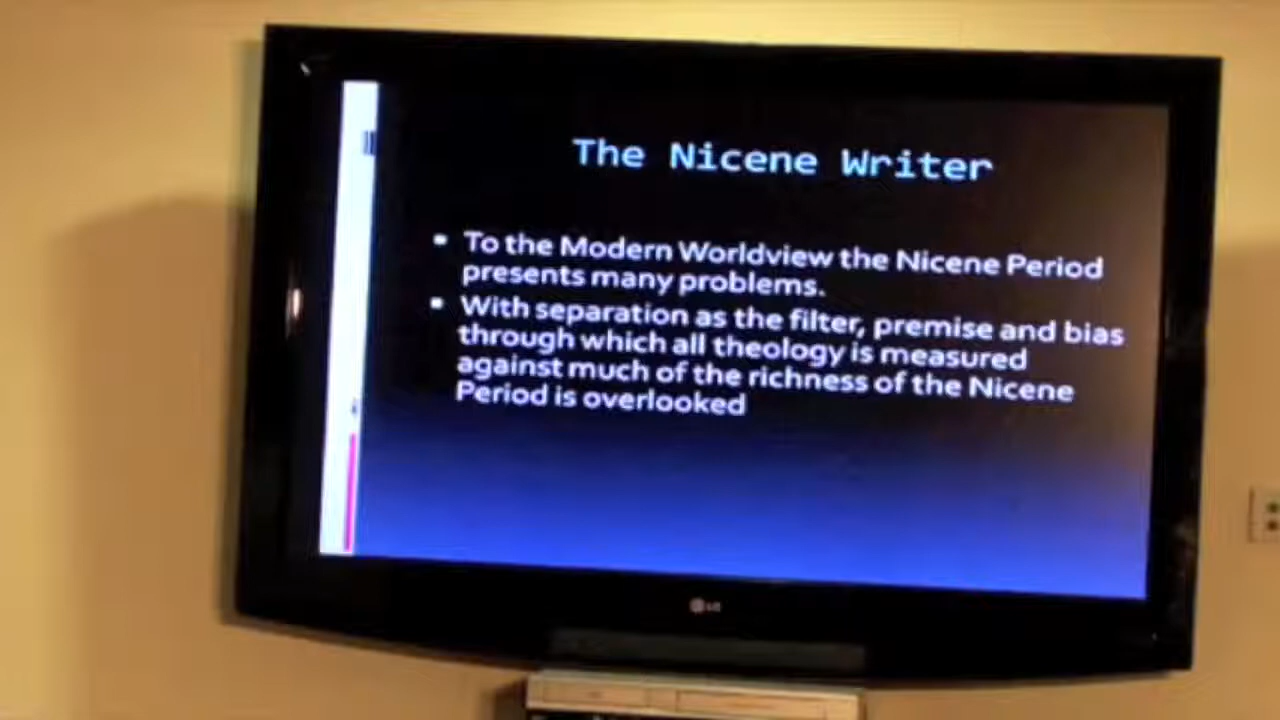 The Nicene Writer
To the Modern Worldview the Nicene Period
presents many problems.
With separation as the filter, premise and bias
through which all theology is measured
against much of the richness of the Nicene
Period is overlooked
LG